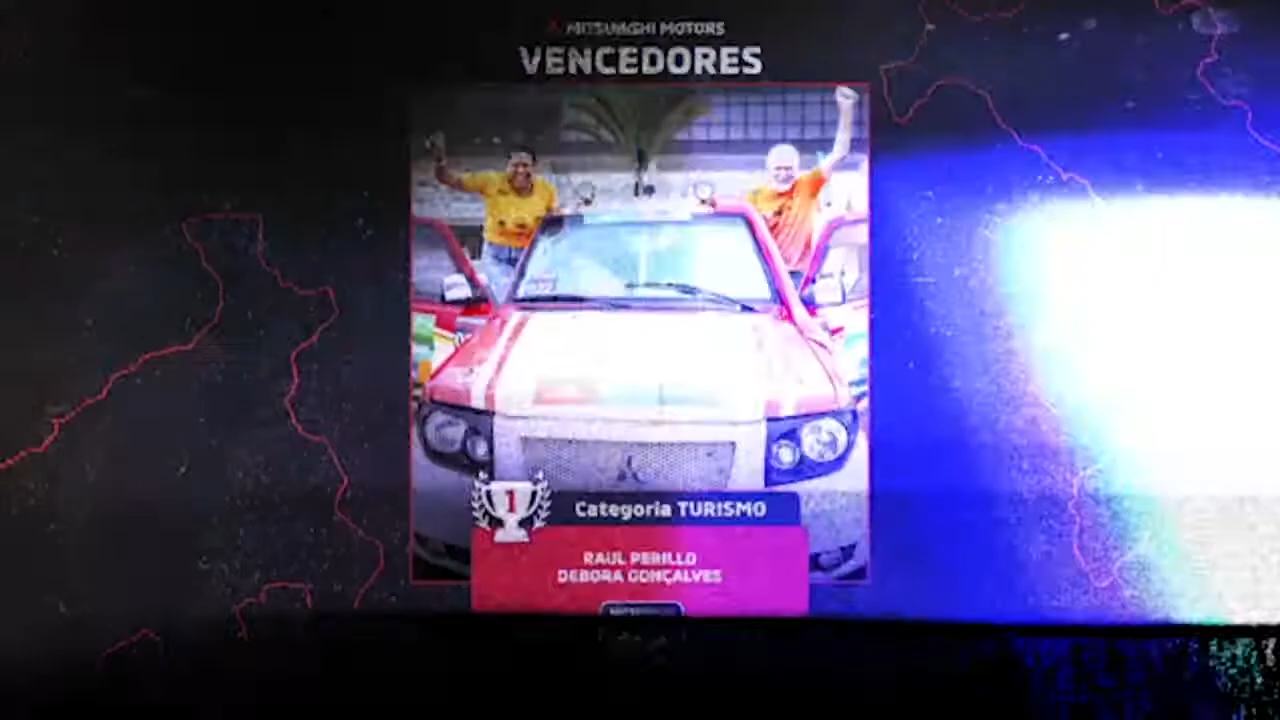 MITSUBISHI MOTORS
VENCEDORES
1
Categoria TURISMO
RAUL PERILLO
DEBORA GONÇALVES